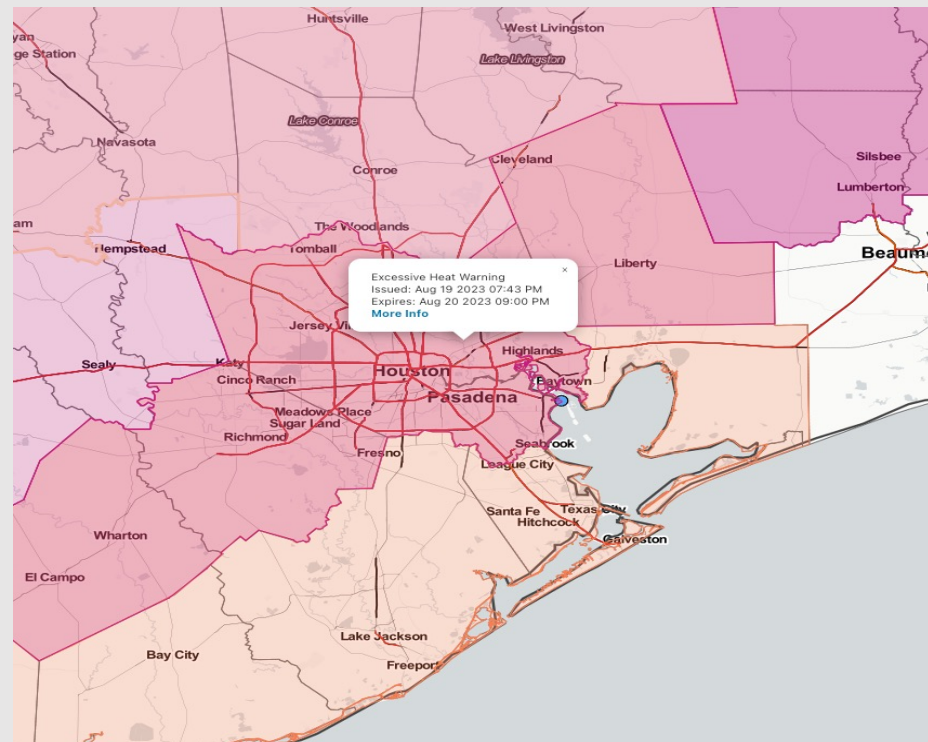 Huntsville
West Livingston
yan
ge Station
Lake Livingston
Lake Conroe
Navasota
Silsbee
Cleveland
Conroe
Lumberton
am
The Woodlands
Hempstead
Tomball
Beaum
Liberty
×
Excessive Heat Warning
Issued: Aug 19 2023 07:43 PM
Expires: Aug 20 2023 09:00 PM
More Info
Jersey Vil
Highlands
Sealy
Katy
Houston
Cinco Ranch
Baytown
Pasadena
Meadows Place
Sugar Land
Richmond
Seabrook
Fresno
League City
Santa Fe
Texas City
Hitchcock
Wharton
Galveston
El Campo
Lake Jackson
Bay City
Freeport